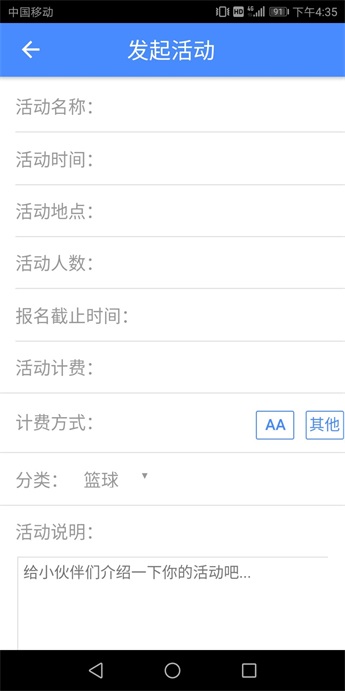 中国移动 HD 4G 91 下午4:35
发起活动
活动名称：
活动时间：
活动地点：
活动人数：
报名截止时间：
活动计费：
计费方式： AA 其他
分类： 篮球
活动说明：
给小伙伴们介绍一下你的活动吧...